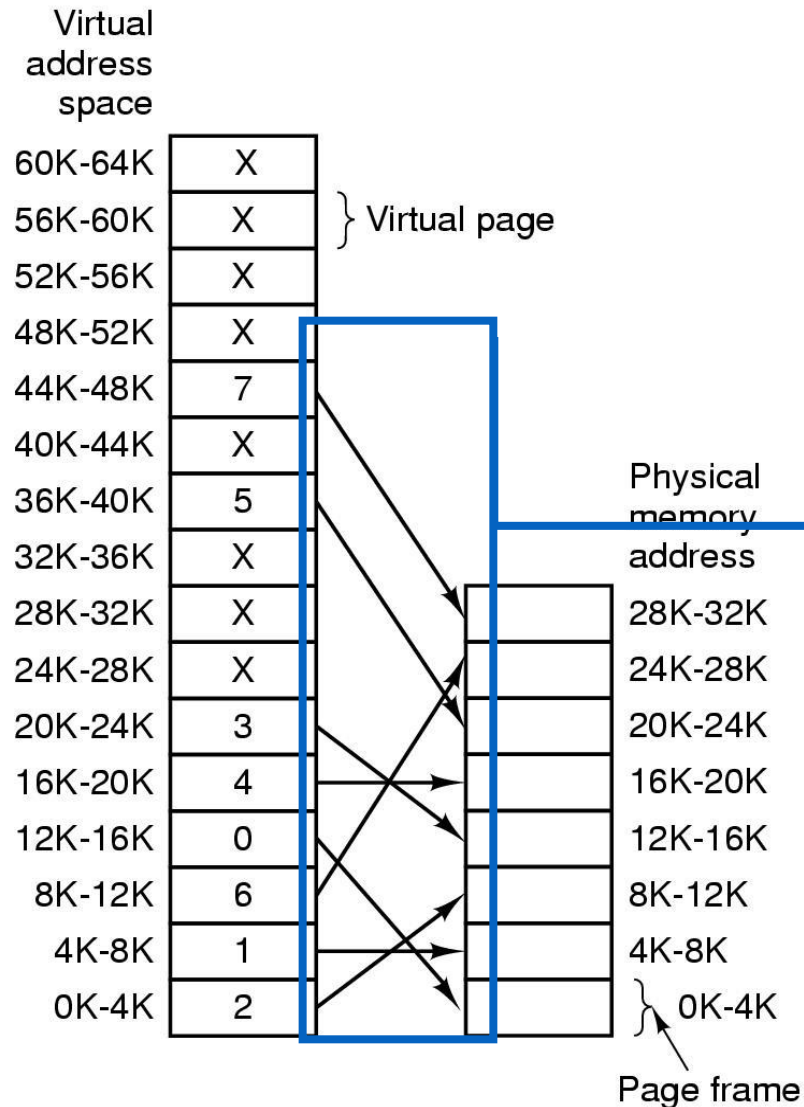 Virtual
address
space
60K-64K X
56K-60K X Virtual page
52K-56K X
48K-52K X
44K-48K 7
40K-44K X
36K-40K 5
32K-36K X
28K-32K X
24K-28K X
20K-24K 3
16K-20K 4
12K-16K 0
8K-12K 6
4K-8K 1
0K-4K 2
Physical
memory
address
28K-32K
24K-28K
20K-24K
16K-20K
12K-16K
8K-12K
4K-8K
0K-4K
Page frame